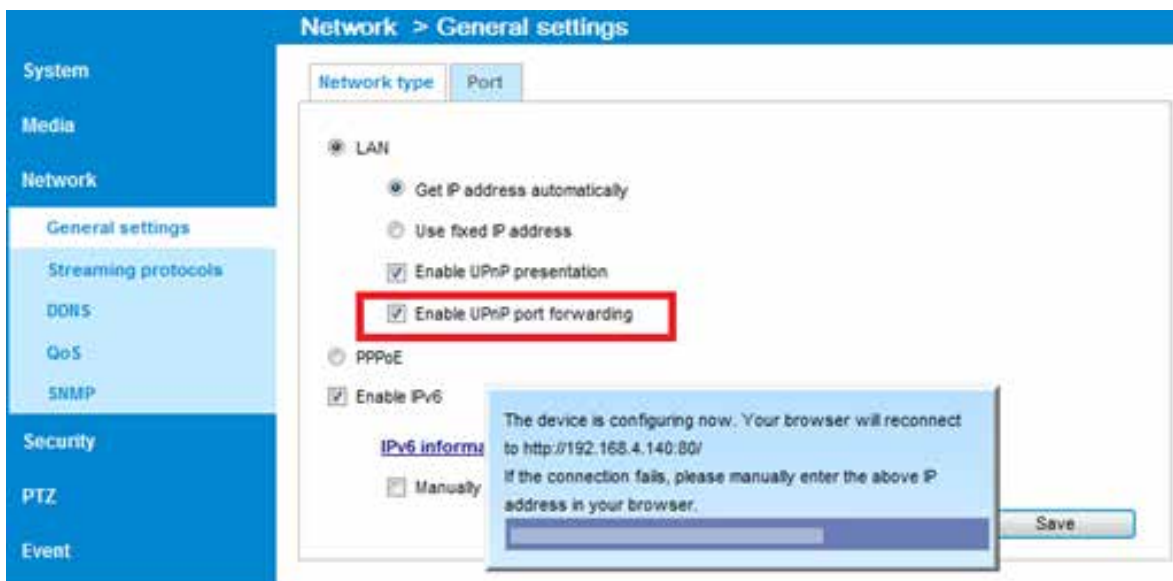 Network > General settings
System
Media
Network
General settings
Streaming protocols
DDNS
QoS
SNMP
Security
PTZ
Event
Network type
Port
LAN
Get IP address automatically
Use fixed IP address
Enable UPnP presentation
Enable UPnP port forwarding
PPPoE
Enable IPv6
IPv6 informa
Manually
The device is configuring now. Your browser will reconnect
to http://192.168.4.140:80/
If the connection fails, please manually enter the above IP
address in your browser.
Save